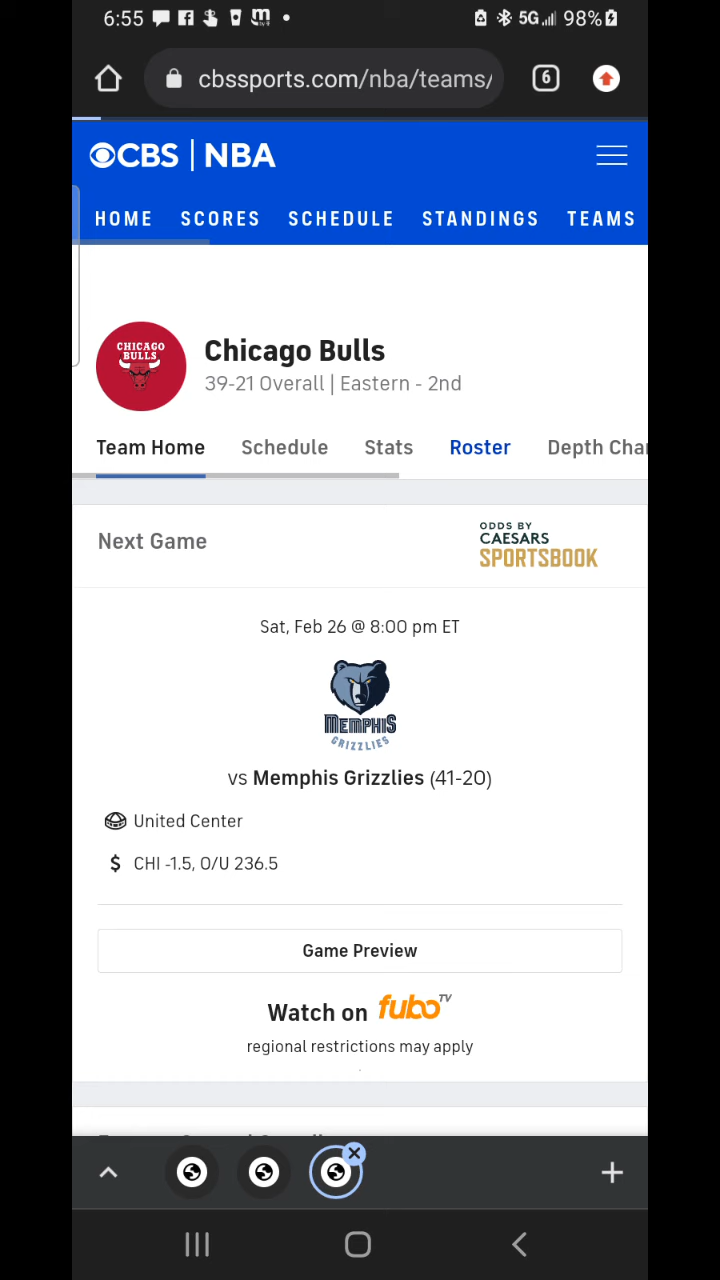 6:55 5G 98%
cbssports.com/nba/teams/ 6
CBS | NBA
HOME SCORES SCHEDULE STANDINGS TEAMS
CHICAGO
BULLS
Chicago Bulls
39-21 Overall | Eastern - 2nd
Team Home Schedule Stats Roster Depth Cha
Next Game
ODDS BY
CAESARS
SPORTSBOOK
Sat, Feb 26 @ 8:00 pm ET
MEMPHIS
GRIZZLIES
vs Memphis Grizzlies (41-20)
United Center
$ CHI -1.5, O/U 236.5
Game Preview
Watch on fubo TV
regional restrictions may apply